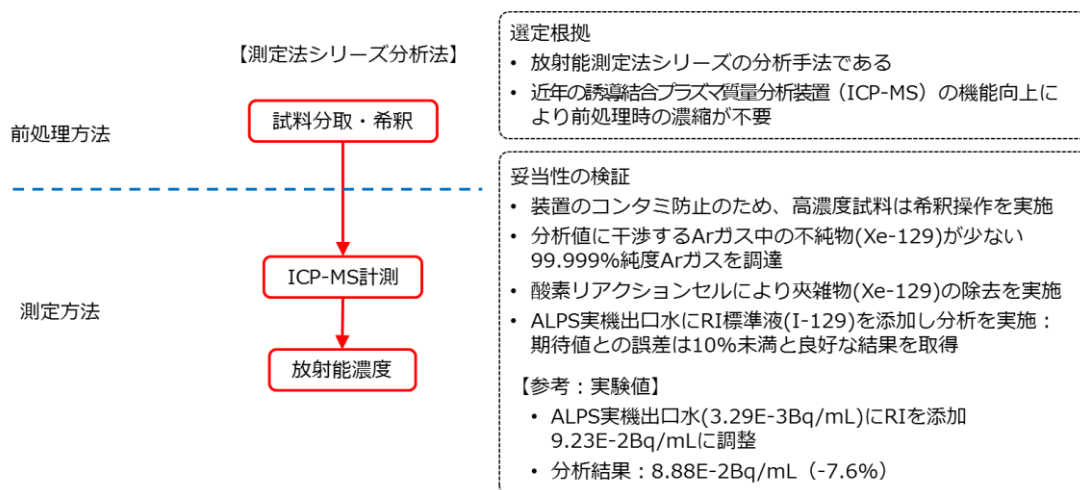 【測定法シリーズ分析法】
前処理方法
試料分取・希釈
測定方法
ICP-MS計測
放射能濃度
選定根拠
• 放射能測定法シリーズの分析手法である
• 近年の誘導結合プラズマ質量分析装置（ICP-MS）の機能向上に
より前処理時の濃縮が不要
妥当性の検証
• 装置のコンタミ防止のため、高濃度試料は希釈操作を実施
• 分析値に干渉するArガス中の不純物(Xe-129)が少ない
99.999%純度Arガスを調達
• 酸素リアクションセルにより夾雑物(Xe-129)の除去を実施
• ALPS実機出口水にRI標準液(I-129)を添加し分析を実施：
期待値との誤差は10%未満と良好な結果を取得
【参考：実験値】
• ALPS実機出口水(3.29E-3Bq/mL)にRIを添加
9.23E-2Bq/mLに調整
• 分析結果：8.88E-2Bq/mL（-7.6%）